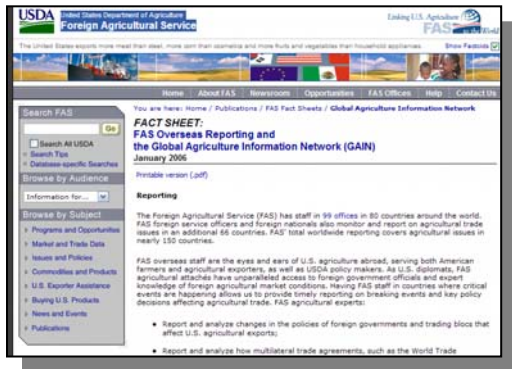 USDA
United States Department of Agriculture
Foreign Agricultural Service
Linking U.S. Agriculture
FAS to the World
The United States exports more meat than steel, more corn than cosmetics and more fruits and vegetables than household appliances.
Show Factoids
Home
About FAS
Newsroom
Opportunities
FAS Offices
Help
Contact Us
Search FAS
Go
Search All USDA
Search Tips
Database-specific Searches
Browse by Audience
Information for...
Browse by Subject
Programs and Opportunities
Market and Trade Data
Issues and Policies
Commodities and Products
U.S. Exporter Assistance
Buying U.S. Products
News and Events
Publications
You are here: Home / Publications / FAS Fact Sheets / Global Agriculture Information Network
FACT SHEET:
FAS Overseas Reporting and
the Global Agriculture Information Network (GAIN)
January 2006
Printable version (.pdf)
Reporting
The Foreign Agricultural Service (FAS) has staff in 99 offices in 80 countries around the world.
FAS foreign service officers and foreign nationals also monitor and report on agricultural trade
issues in an additional 66 countries. FAS' total worldwide reporting covers agricultural issues in
nearly 150 countries.
FAS overseas staff are the eyes and ears of U.S. agriculture abroad, serving both American
farmers and agricultural exporters, as well as USDA policy makers. As U.S. diplomats, FAS
agricultural attachés have unparalleled access to foreign government officials and expert
knowledge of foreign agricultural market conditions. Having FAS staff in countries where critical
events are happening allows us to provide timely reporting on breaking events and key policy
decisions affecting agricultural trade. FAS agricultural experts:
Report and analyze changes in the policies of foreign governments and trading blocs that
affect U.S. agricultural exports;
Report and analyze how multilateral trade agreements, such as the World Trade